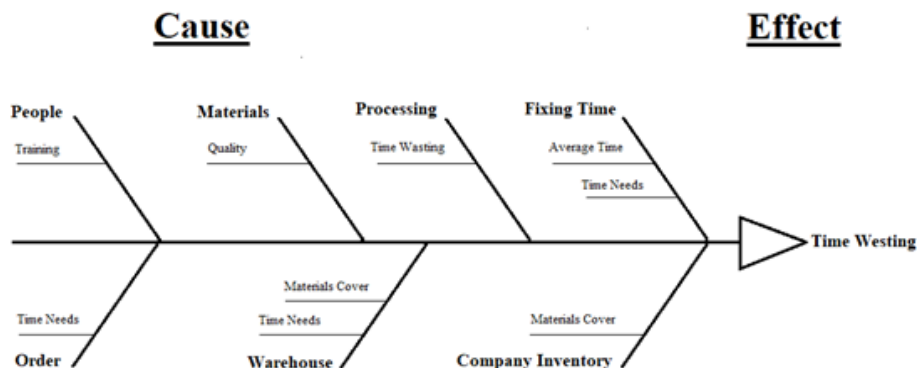 Cause
Effect
People
Materials
Processing
Fixing Time
Training
Quality
Time Wasting
Average Time
Time Needs
Time Westing
Materials Cover
Time Needs
Time Needs
Materials Cover
Order
Warehouse
Company Inventory